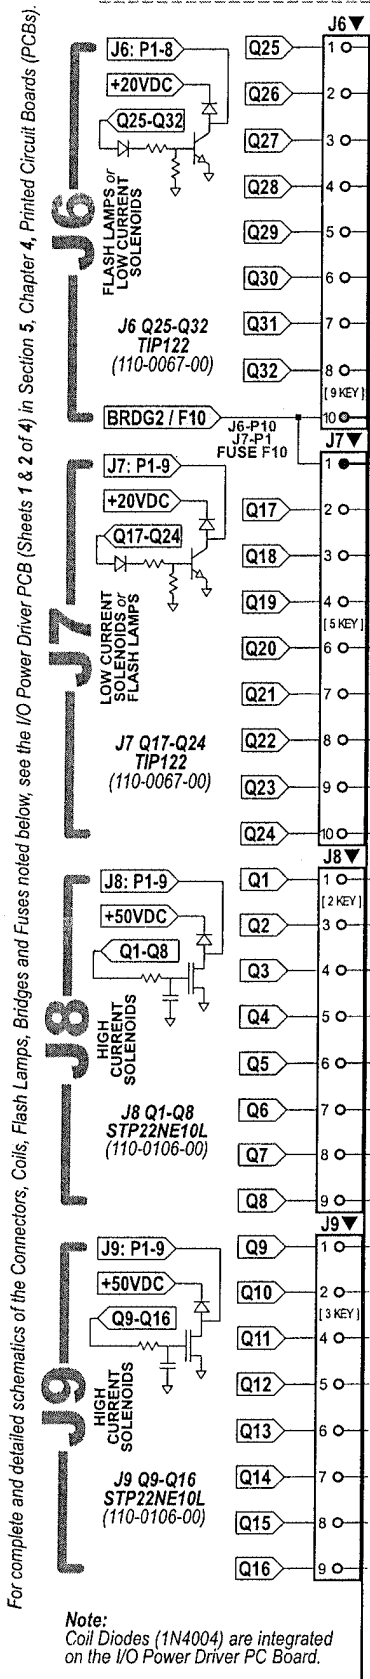 For complete and detailed schematics of the Connectors, Coils, Flash Lamps, Bridges and Fuses noted below, see the I/O Power Driver PCB (Sheets 1 & 2 of 4) in Section 5, Chapter 4, Printed Circuit Boards (PCBs).
J6
J6: P1-8
+20VDC
Q25-Q32
FLASH LAMPS or
LOW CURRENT
SOLENOIDS
J6 Q25-Q32
TIP122
(110-0067-00)
BRDG2 / F10
J6-P10
J7-P1
FUSE F10
J6▼
Q25 1
Q26 2
Q27 3
Q28 4
Q29 5
Q30 6
Q31 7
Q32 8
[ 9 KEY ]
10
J7
J7: P1-9
+20VDC
Q17-Q24
LOW CURRENT
SOLENOIDS or
FLASH LAMPS
J7 Q17-Q24
TIP122
(110-0067-00)
J7▼
1
Q17 2
Q18 3
Q19 4
[ 5 KEY ]
Q20 6
Q21 7
Q22 8
Q23 9
Q24 10
J8
J8: P1-9
+50VDC
Q1-Q8
HIGH
CURRENT
SOLENOIDS
J8 Q1-Q8
STP22NE10L
(110-0106-00)
J8▼
Q1 1
[ 2 KEY ]
Q2 3
Q3 4
Q4 5
Q5 6
Q6 7
Q7 8
Q8 9
J9
J9: P1-9
+50VDC
Q9-Q16
HIGH
CURRENT
SOLENOIDS
J9 Q9-Q16
STP22NE10L
(110-0106-00)
J9▼
Q9 1
Q10 2
[ 3 KEY ]
Q11 4
Q12 5
Q13 6
Q14 7
Q15 8
Q16 9
Note:
Coil Diodes (1N4004) are integrated
on the I/O Power Driver PC Board.